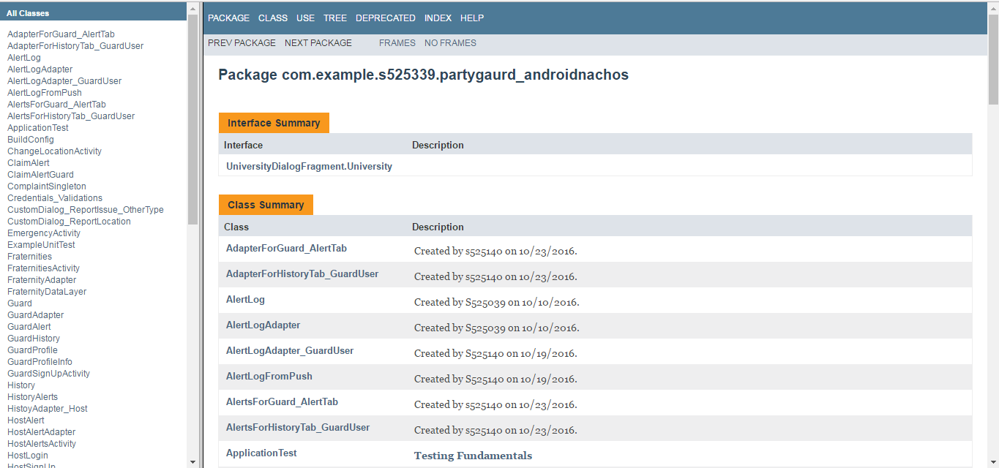 All Classes
AdapterForGuard_AlertTab
AdapterForHistoryTab_GuardUser
AlertLog
AlertLogAdapter
AlertLogAdapter_GuardUser
AlertLogFromPush
AlertsForGuard_AlertTab
AlertsForHistoryTab_GuardUser
ApplicationTest
BuildConfig
ChangeLocationActivity
ClaimAlert
ClaimAlertGuard
ComplaintSingleton
Credentials_Validations
CustomDialog_ReportIssue_OtherType
CustomDialog_ReportLocation
EmergencyActivity
ExampleUnitTest
Fraternities
FraternitiesActivity
FraternityAdapter
FraternityDataLayer
Guard
GuardAdapter
GuardAlert
GuardHistory
GuardProfile
GuardProfileInfo
GuardSignUpActivity
History
HistoryAlerts
HistoyAdapter_Host
HostAlert
HostAlertAdapter
HostAlertsActivity
HostLogin
HostSignUp
PACKAGE CLASS USE TREE DEPRECATED INDEX HELP
PREV PACKAGE NEXT PACKAGE FRAMES NO FRAMES
Package com.example.s525339.partygaurd_androidnachos
Interface Summary
Interface Description
UniversityDialogFragment.University
Class Summary
Class Description
AdapterForGuard_AlertTab Created by s525140 on 10/23/2016.
AdapterForHistoryTab_GuardUser Created by s525140 on 10/23/2016.
AlertLog Created by S525039 on 10/10/2016.
AlertLogAdapter Created by S525039 on 10/10/2016.
AlertLogAdapter_GuardUser Created by S525140 on 10/19/2016.
AlertLogFromPush Created by S525140 on 10/19/2016.
AlertsForGuard_AlertTab Created by s525140 on 10/23/2016.
AlertsForHistoryTab_GuardUser Created by s525140 on 10/23/2016.
ApplicationTest Testing Fundamentals